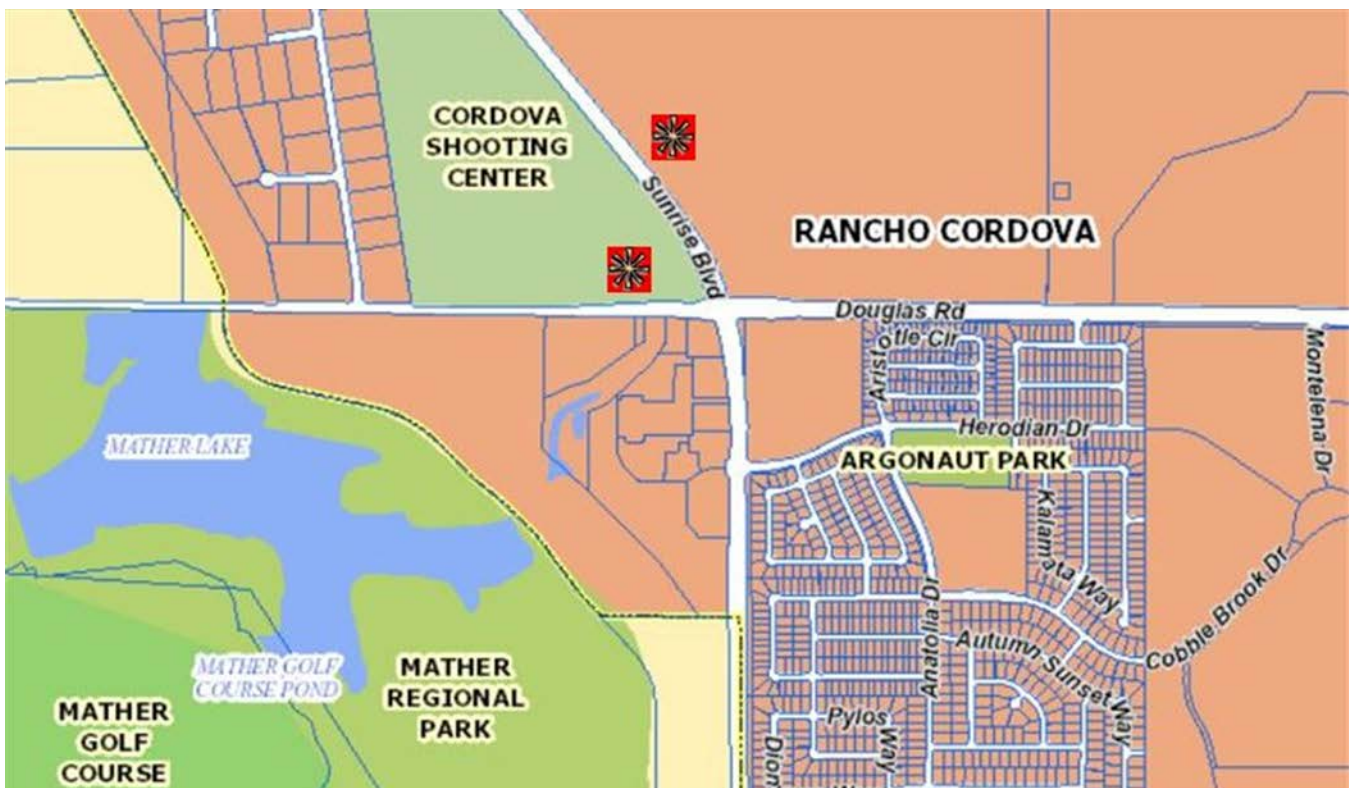 CORDOVA
SHOOTING
CENTER
Sunrise Blvd
RANCHO CORDOVA
Douglas Rd
Aristotle Cir
Montelena Dr
Herodian Dr
MATHER LAKE
ARGONAUT PARK
Kalamata Way
Cobble Brook Dr
Anatolia Dr
Autumn Sunset Way
MATHER GOLF
COURSE POND
MATHER
REGIONAL
PARK
MATHER
GOLF
COURSE
Pylos
Way